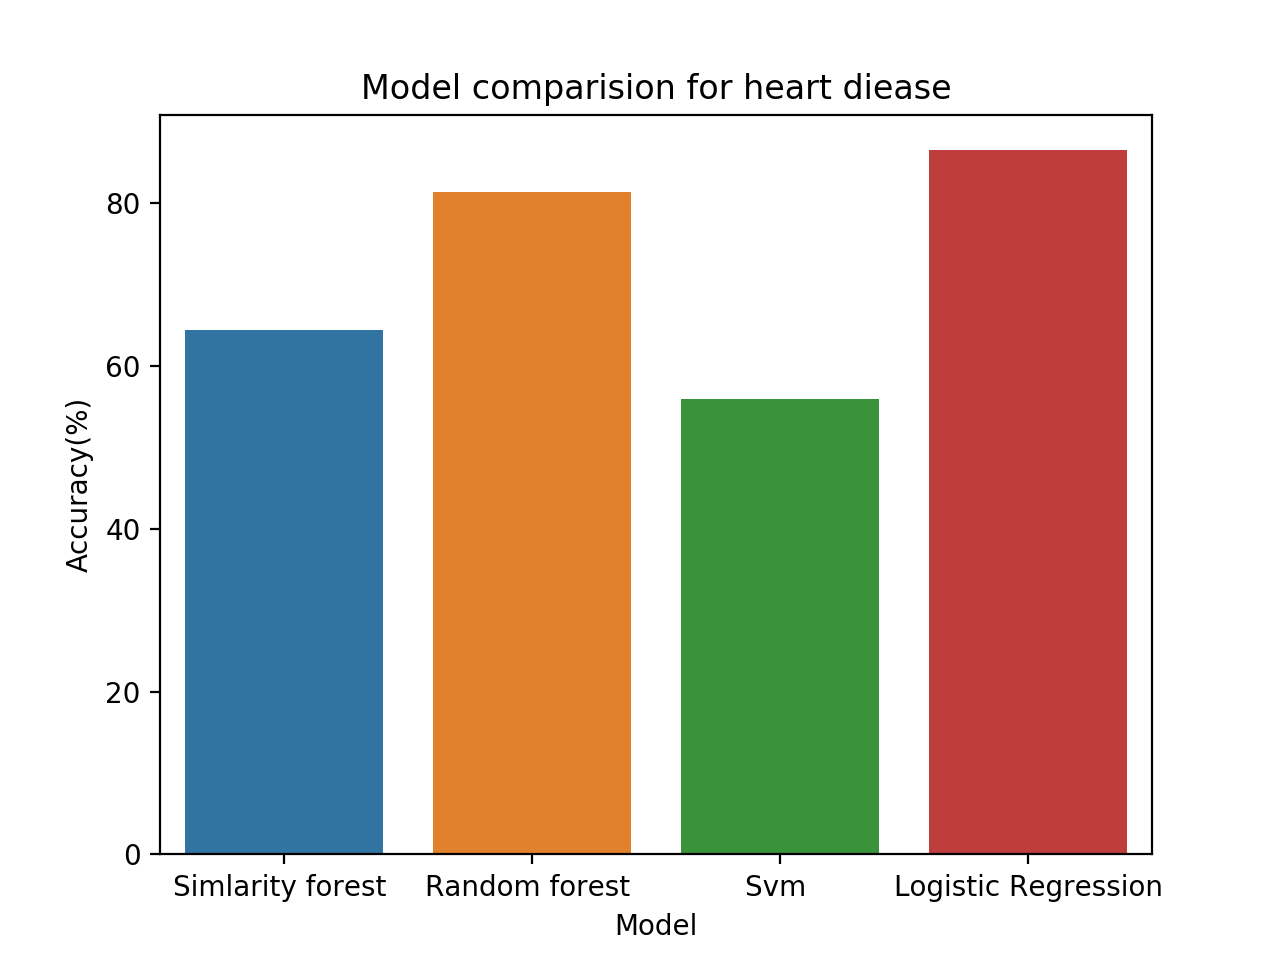 Model comparision for heart diease
80
60
40
20
0
Accuracy(%)
Simlarity forest
Random forest
Svm
Logistic Regression
Model